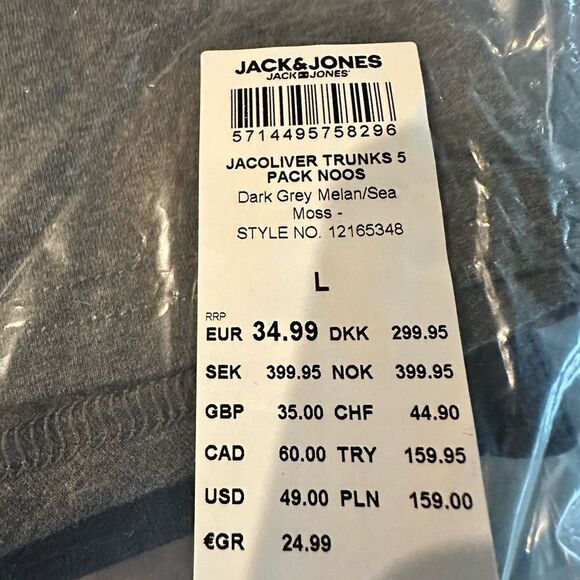 JACK&JONES
JACK JONES
5714495758296
JACOLIVER TRUNKS 5
PACK NOOS
Dark Grey Melan/Sea
Moss -
STYLE NO. 12165348
L
RRP
EUR 34.99 DKK 299.95
SEK 399.95 NOK 399.95
GBP 35.00 CHF 44.90
CAD 60.00 TRY 159.95
USD 49.00 PLN 159.00
€GR 24.99